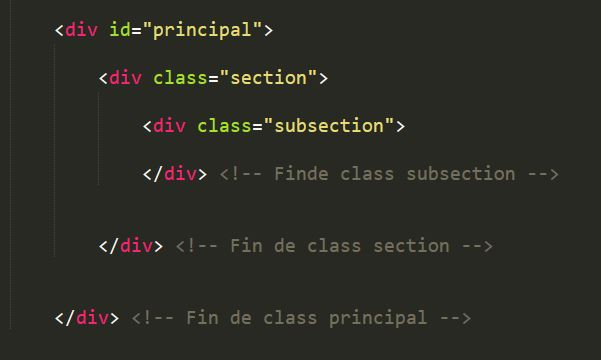 <div id="principal">
<div class="section">
<div class="subsection">
</div> <!-- Finde class subsection -->
</div> <!-- Fin de class section -->
</div> <!-- Fin de class principal -->